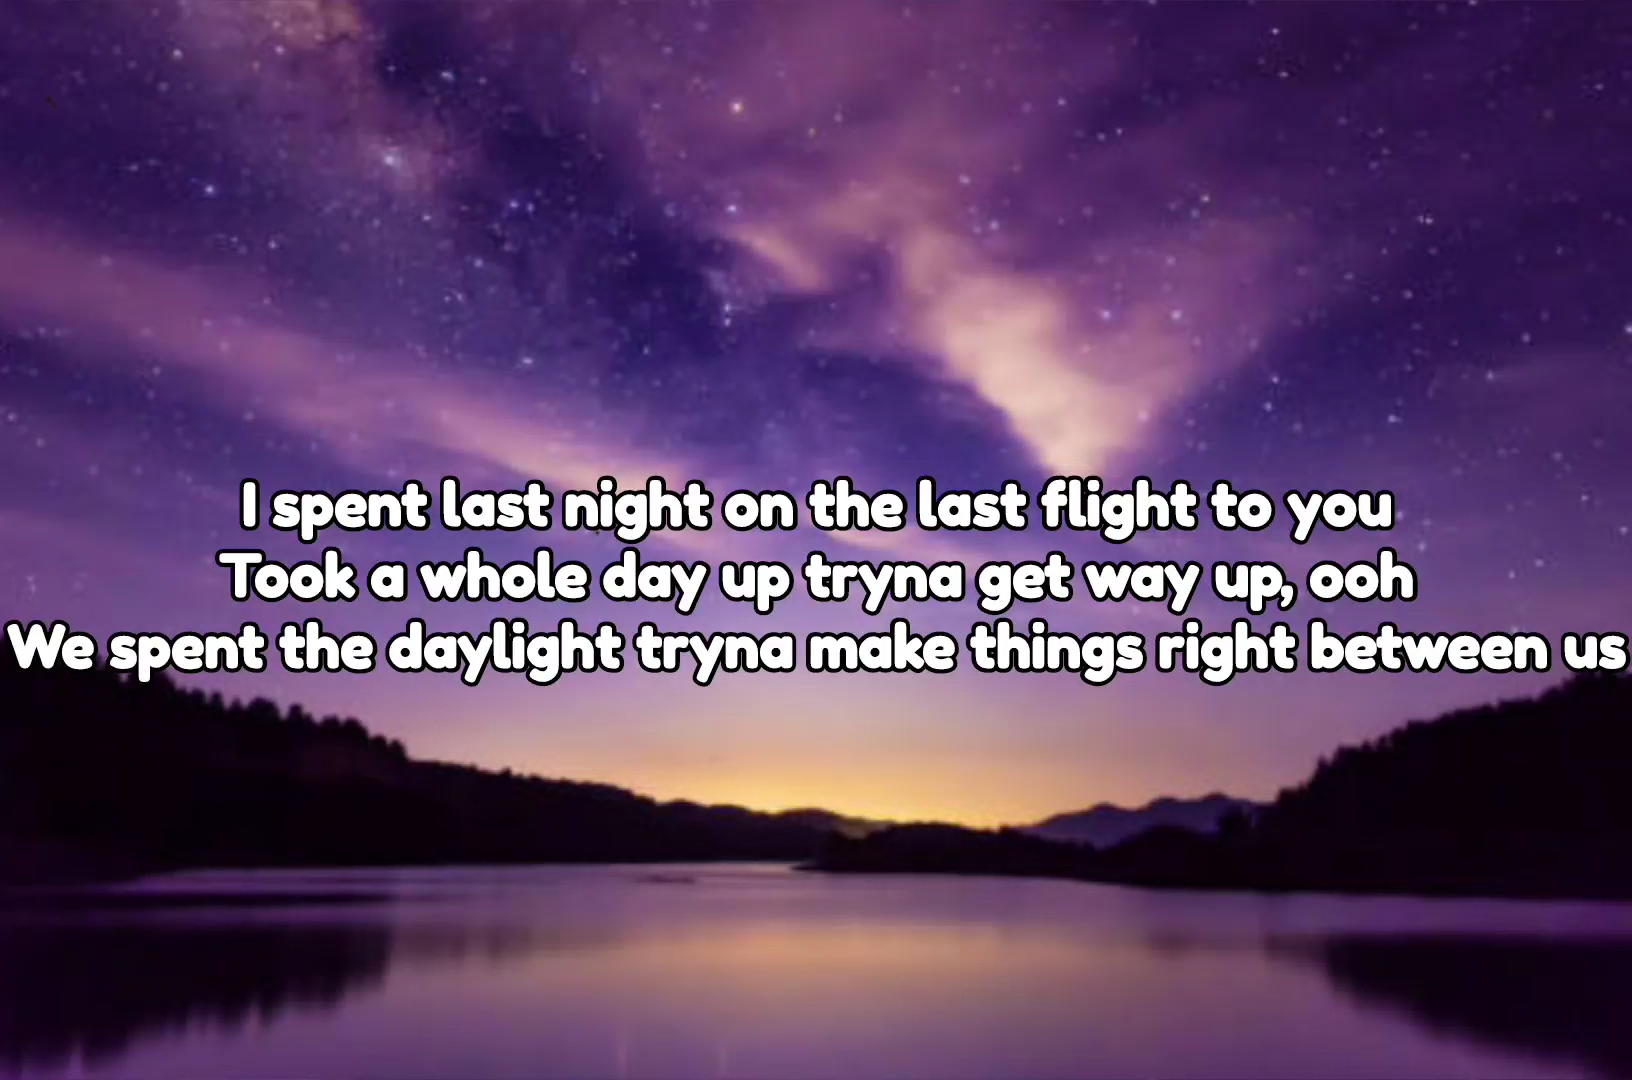 I spent last night on the last flight to you
Took a whole day up tryna get way up, ooh
We spent the daylight tryna make things right between us